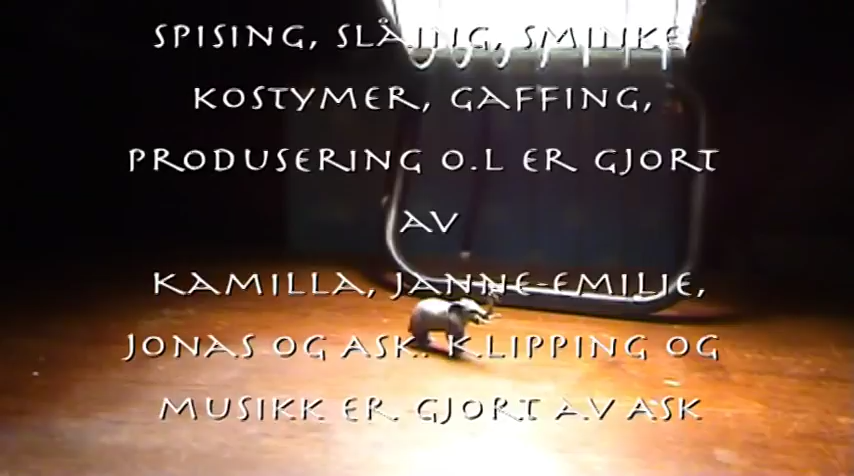 SPISING, SLÅING, SMINKE,
KOSTYMER, GAFFING,
PRODUSERING O.L ER GJORT
AV
KAMILLA, JANNE-EMILIE,
JONAS OG ASK. KLIPPING OG
MUSIKK ER GJORT AV ASK